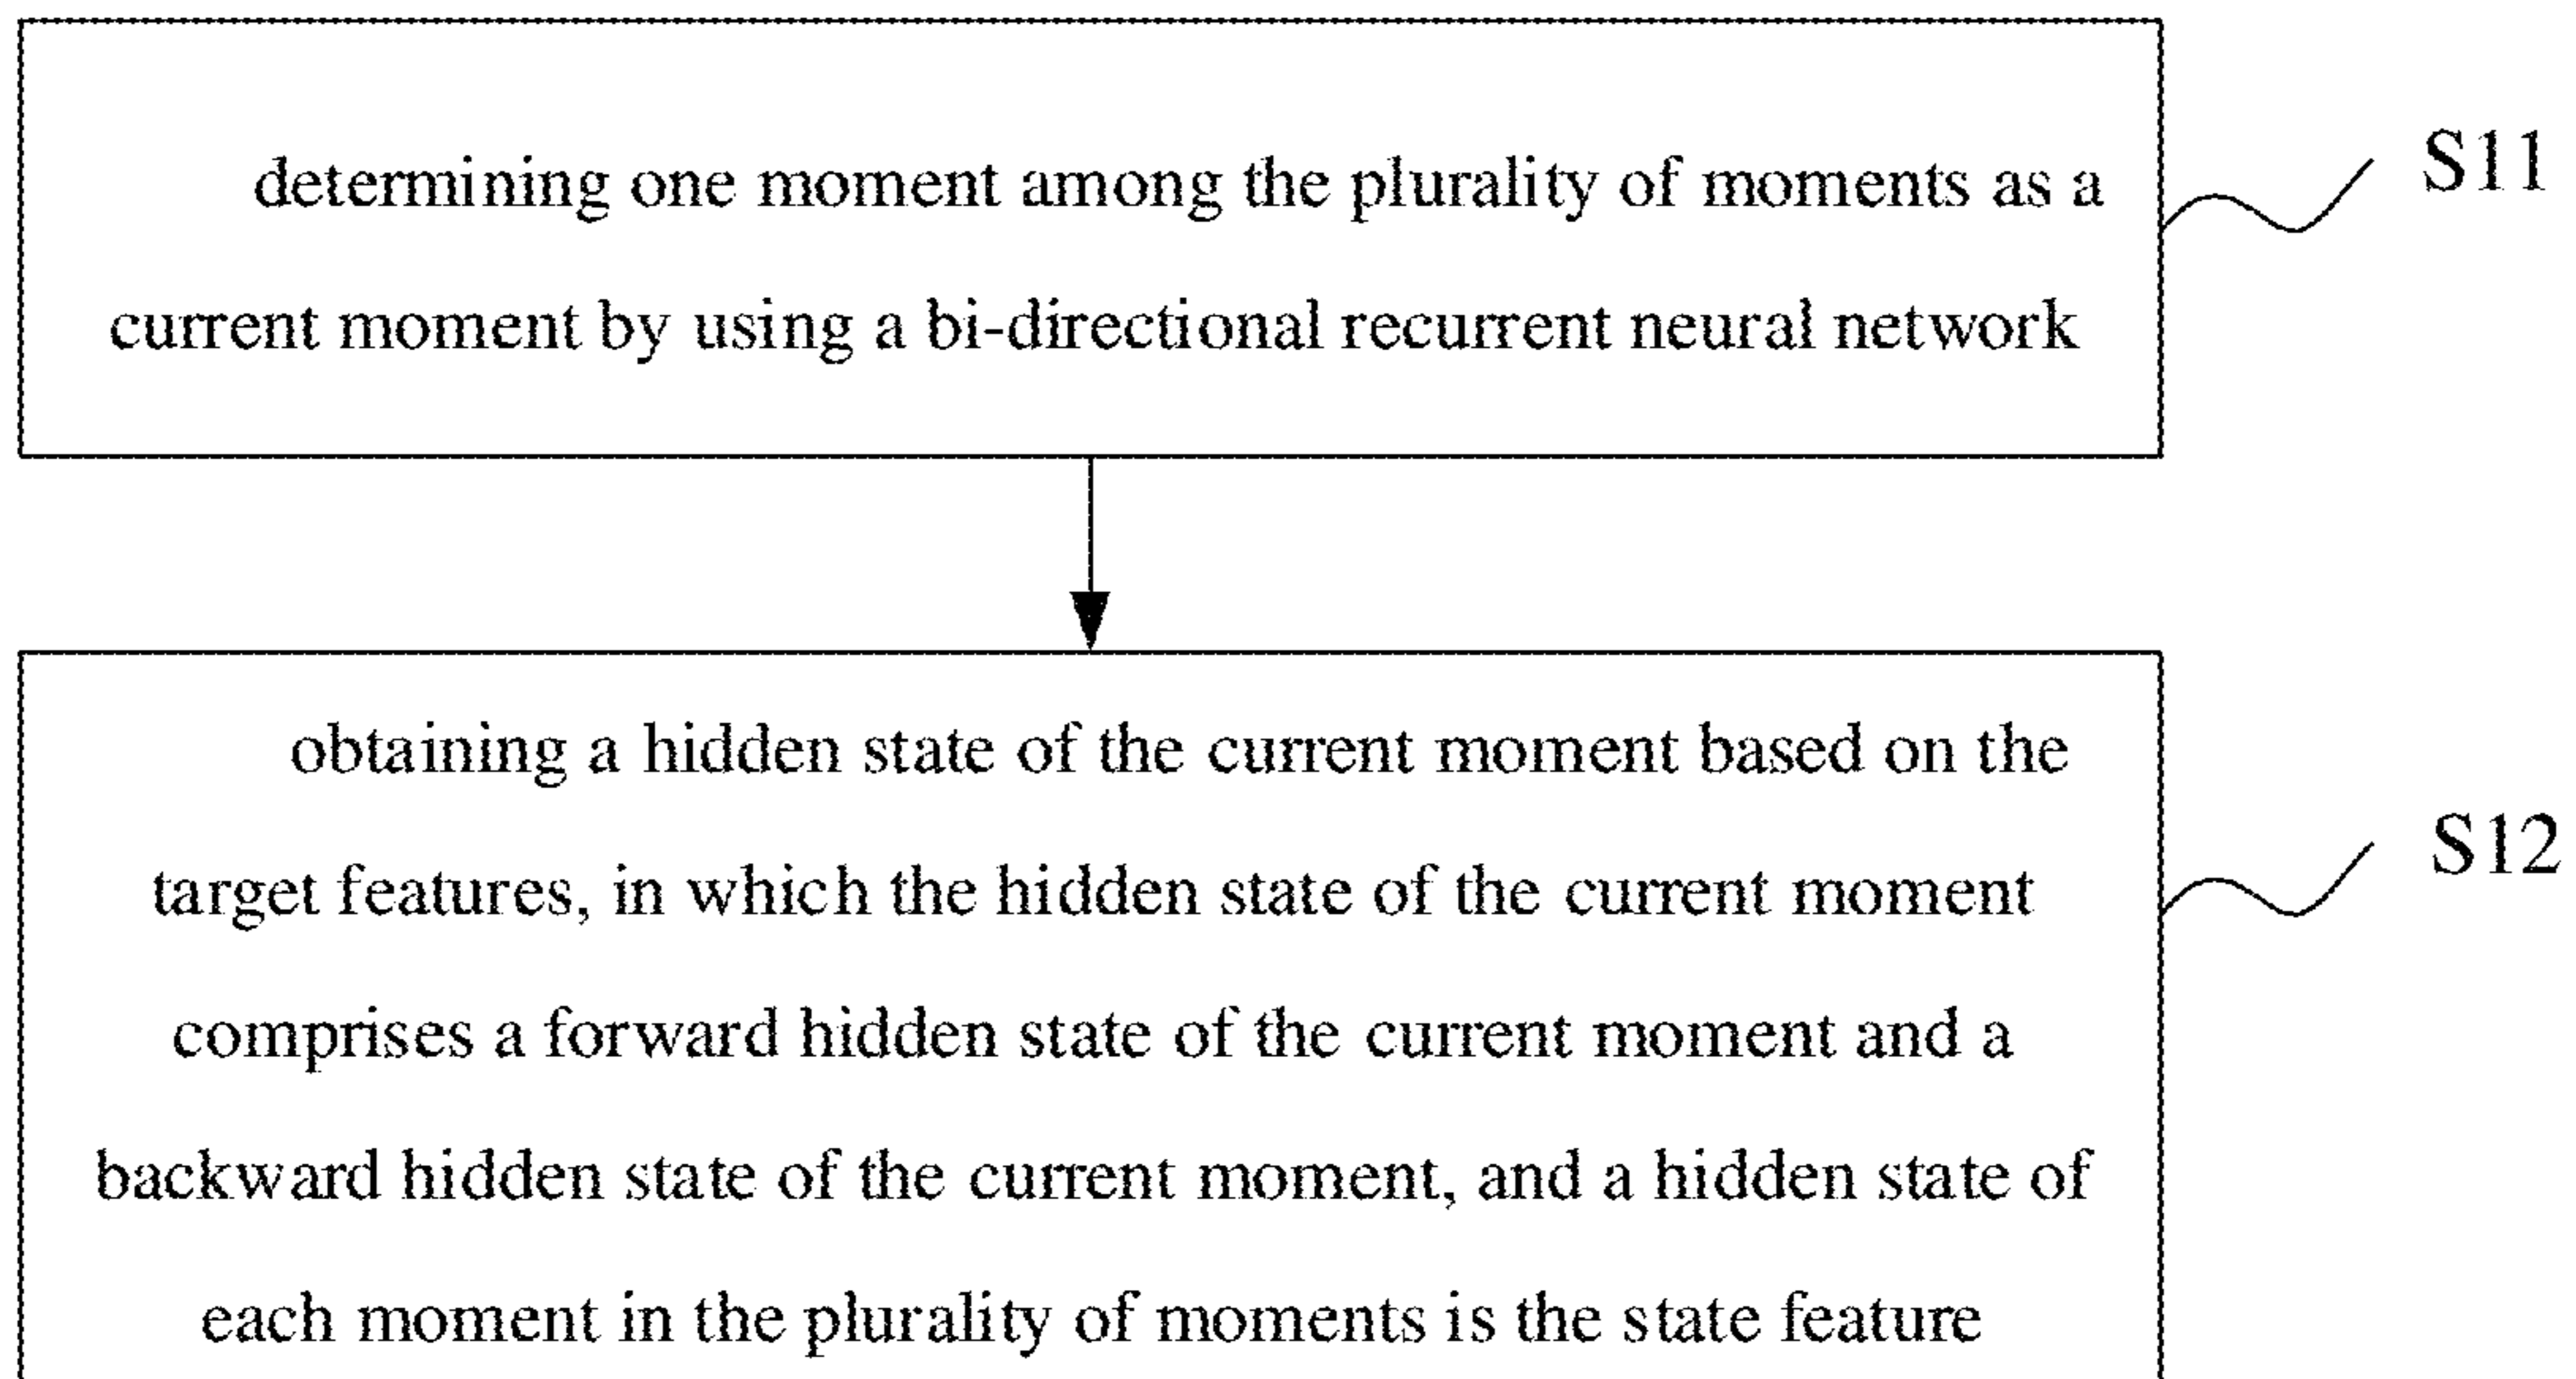 determining one moment among the plurality of moments as a
current moment by using a bi-directional recurrent neural network
S11
obtaining a hidden state of the current moment based on the
target features, in which the hidden state of the current moment
comprises a forward hidden state of the current moment and a
backward hidden state of the current moment, and a hidden state of
each moment in the plurality of moments is the state feature
S12